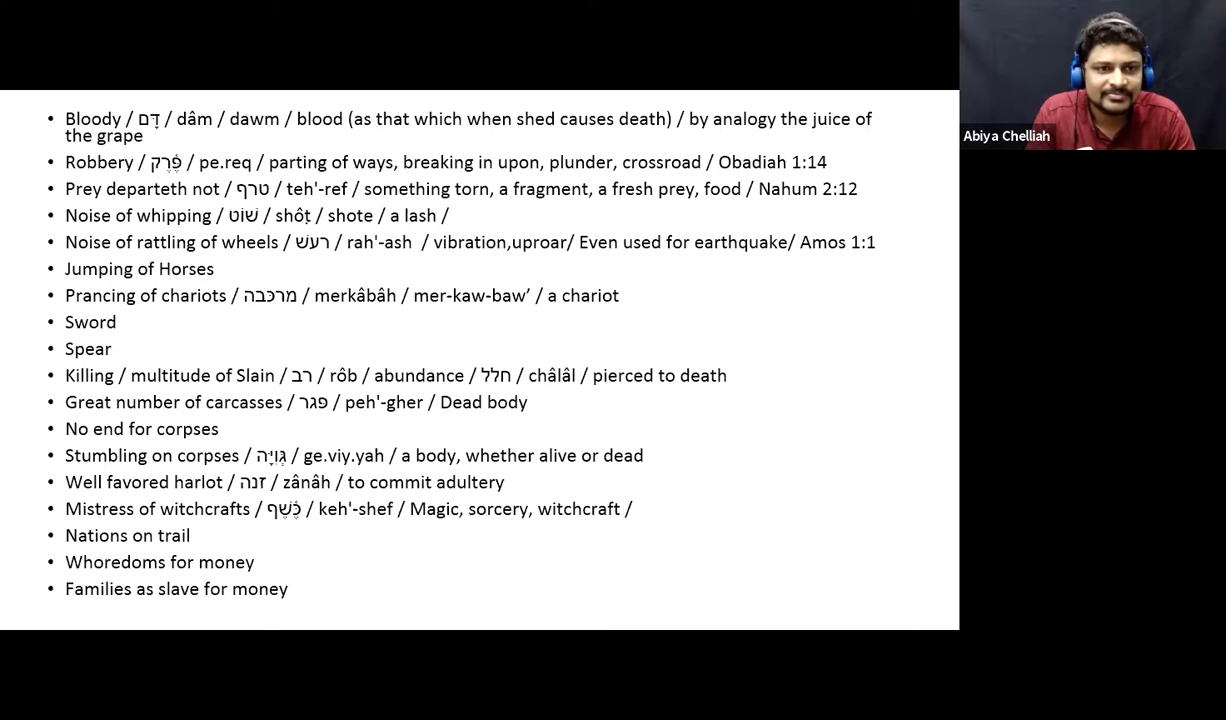 • Bloody / דָּם / dâm / dawm / blood (as that which when shed causes death) / by analogy the juice of
the grape
• Robbery / פֶּרֶק / pe.req / parting of ways, breaking in upon, plunder, crossroad / Obadiah 1:14
• Prey departeth not / טרף / teh'-ref / something torn, a fragment, a fresh prey, food / Nahum 2:12
• Noise of whipping / שׁוֹט / shôṭ / shote / a lash /
• Noise of rattling of wheels / רעשׁ / rah'-ash / vibration,uproar/ Even used for earthquake/ Amos 1:1
• Jumping of Horses
• Prancing of chariots / מרכּבה / merkâbâh / mer-kaw-baw’ / a chariot
• Sword
• Spear
• Killing / multitude of Slain / רב / rôb / abundance / חלל / châlâl / pierced to death
• Great number of carcasses / פּגר / peh'-gher / Dead body
• No end for corpses
• Stumbling on corpses / גְּוִיָּה / ge.viy.yah / a body, whether alive or dead
• Well favored harlot / זנה / zânâh / to commit adultery
• Mistress of witchcrafts / כֶּשֶׁף / keh'-shef / Magic, sorcery, witchcraft /
• Nations on trail
• Whoredoms for money
• Families as slave for money
Abiya Chelliah